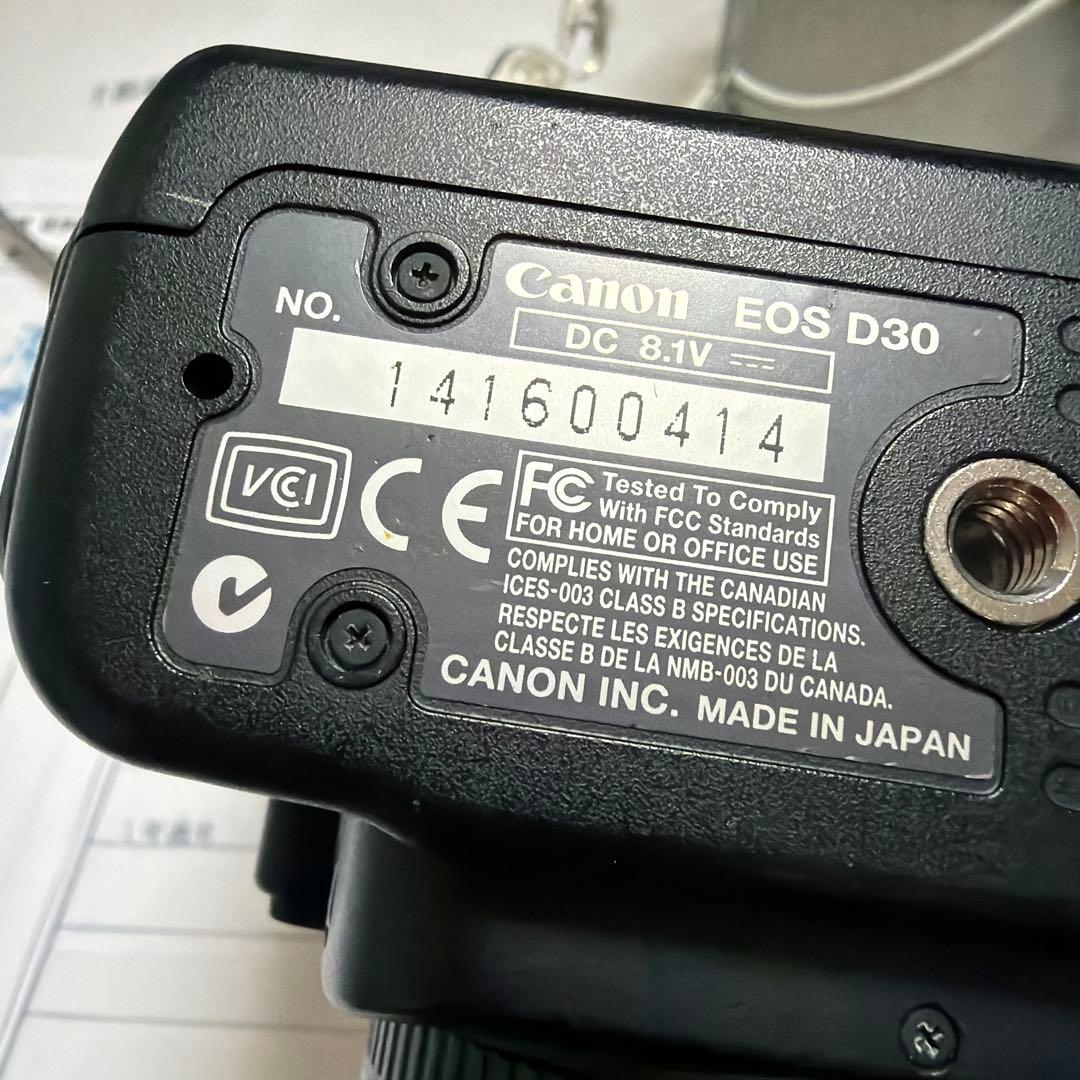 Canon EOS D30
DC 8.1V
NO.
141600414
VCCI
CE
FC Tested To Comply
With FCC Standards
FOR HOME OR OFFICE USE
COMPLIES WITH THE CANADIAN
ICES-003 CLASS B SPECIFICATIONS.
RESPECTE LES EXIGENCES DE LA
CLASSE B DE LA NMB-003 DU CANADA.
CANON INC. MADE IN JAPAN